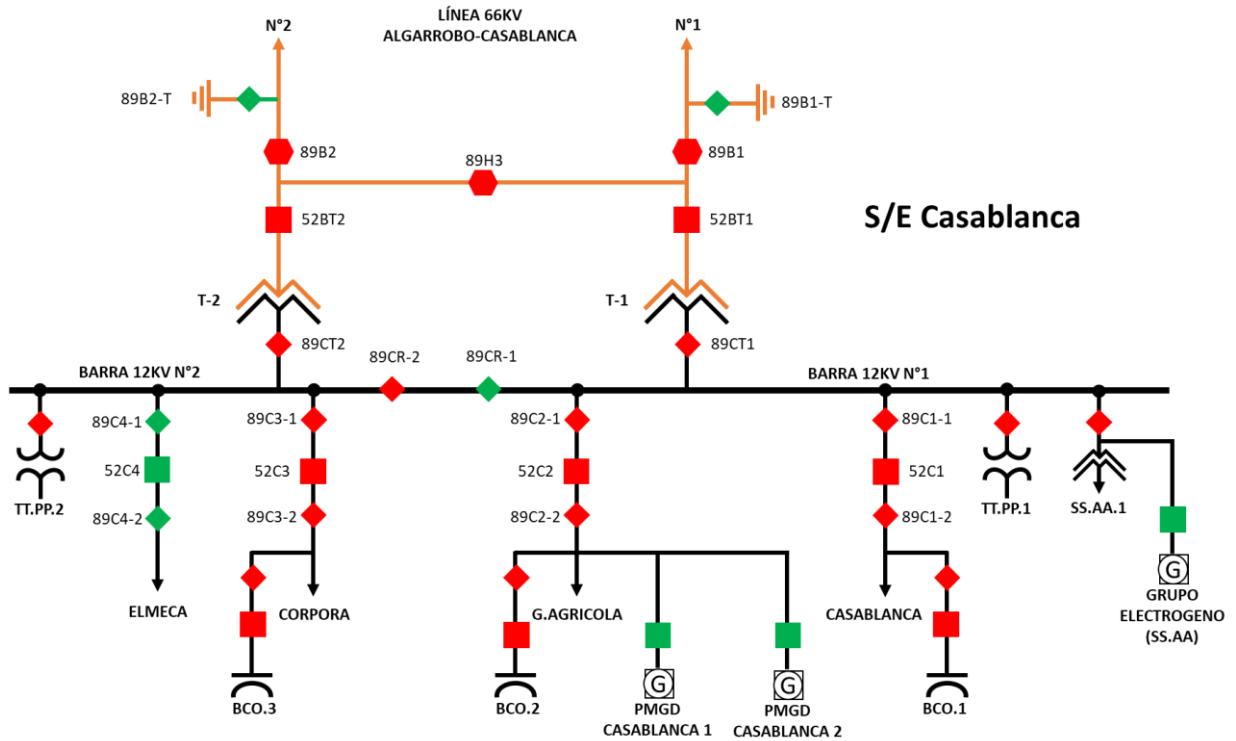 LÍNEA 66KV
ALGARROBO-CASABLANCA
N°2
N°1
89B2-T
89B1-T
89B2
89H3
89B1
52BT2
52BT1
S/E Casablanca
T-2
T-1
89CT2
89CR-2
89CR-1
89CT1
BARRA 12KV N°2
BARRA 12KV N°1
89C4-1
89C3-1
89C2-1
89C1-1
52C4
52C3
52C2
52C1
TT.PP.2
89C4-2
89C3-2
89C2-2
89C1-2
TT.PP.1
SS.AA.1
ELMECA
CORPORA
G.AGRICOLA
CASABLANCA
G
GRUPO
ELECTROGENO
(SS.AA)
BCO.3
BCO.2
G
PMGD
CASABLANCA 1
G
PMGD
CASABLANCA 2
BCO.1